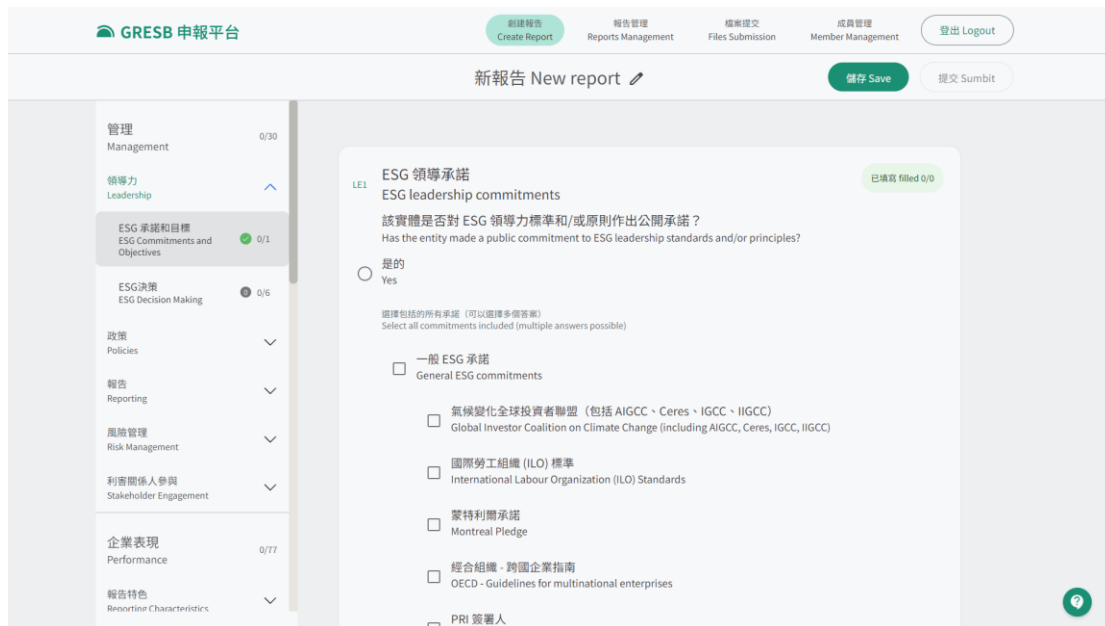 GRESB 申報平台
創建報告
Create Report
報告管理
Reports Management
檔案提交
Files Submission
成員管理
Member Management
登出 Logout
新報告 New report
儲存 Save
提交 Sumbit
管理
Management
0/30
領導力
Leadership
ESG 承諾和目標
ESG Commitments and
Objectives
0/1
ESG決策
ESG Decision Making
0
0/6
政策
Policies
報告
Reporting
風險管理
Risk Management
利害關係人參與
Stakeholder Engagement
企業表現
Performance
0/77
報告特色
Reporting Characteristics
LE1
ESG 領導承諾
ESG leadership commitments
已填寫 filled 0/0
該實體是否對 ESG 領導力標準和/或原則作出公開承諾？
Has the entity made a public commitment to ESG leadership standards and/or principles?
是的
Yes
選擇包括的所有承諾（可以選擇多個答案）
Select all commitments included (multiple answers possible)
一般 ESG 承諾
General ESG commitments
氣候變化全球投資者聯盟（包括 AIGCC、Ceres、IGCC、IIGCC）
Global Investor Coalition on Climate Change (including AIGCC, Ceres, IGCC, IIGCC)
國際勞工組織 (ILO) 標準
International Labour Organization (ILO) Standards
蒙特利爾承諾
Montreal Pledge
經合組織 - 跨國企業指南
OECD - Guidelines for multinational enterprises
PRI 簽署人